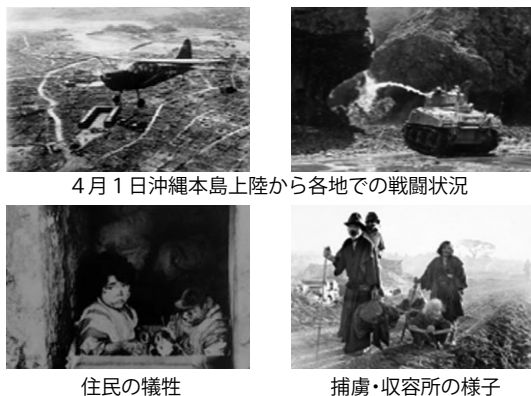 ４月１日沖縄本島上陸から各地での戦闘状況
住民の犠牲
捕虜・収容所の様子